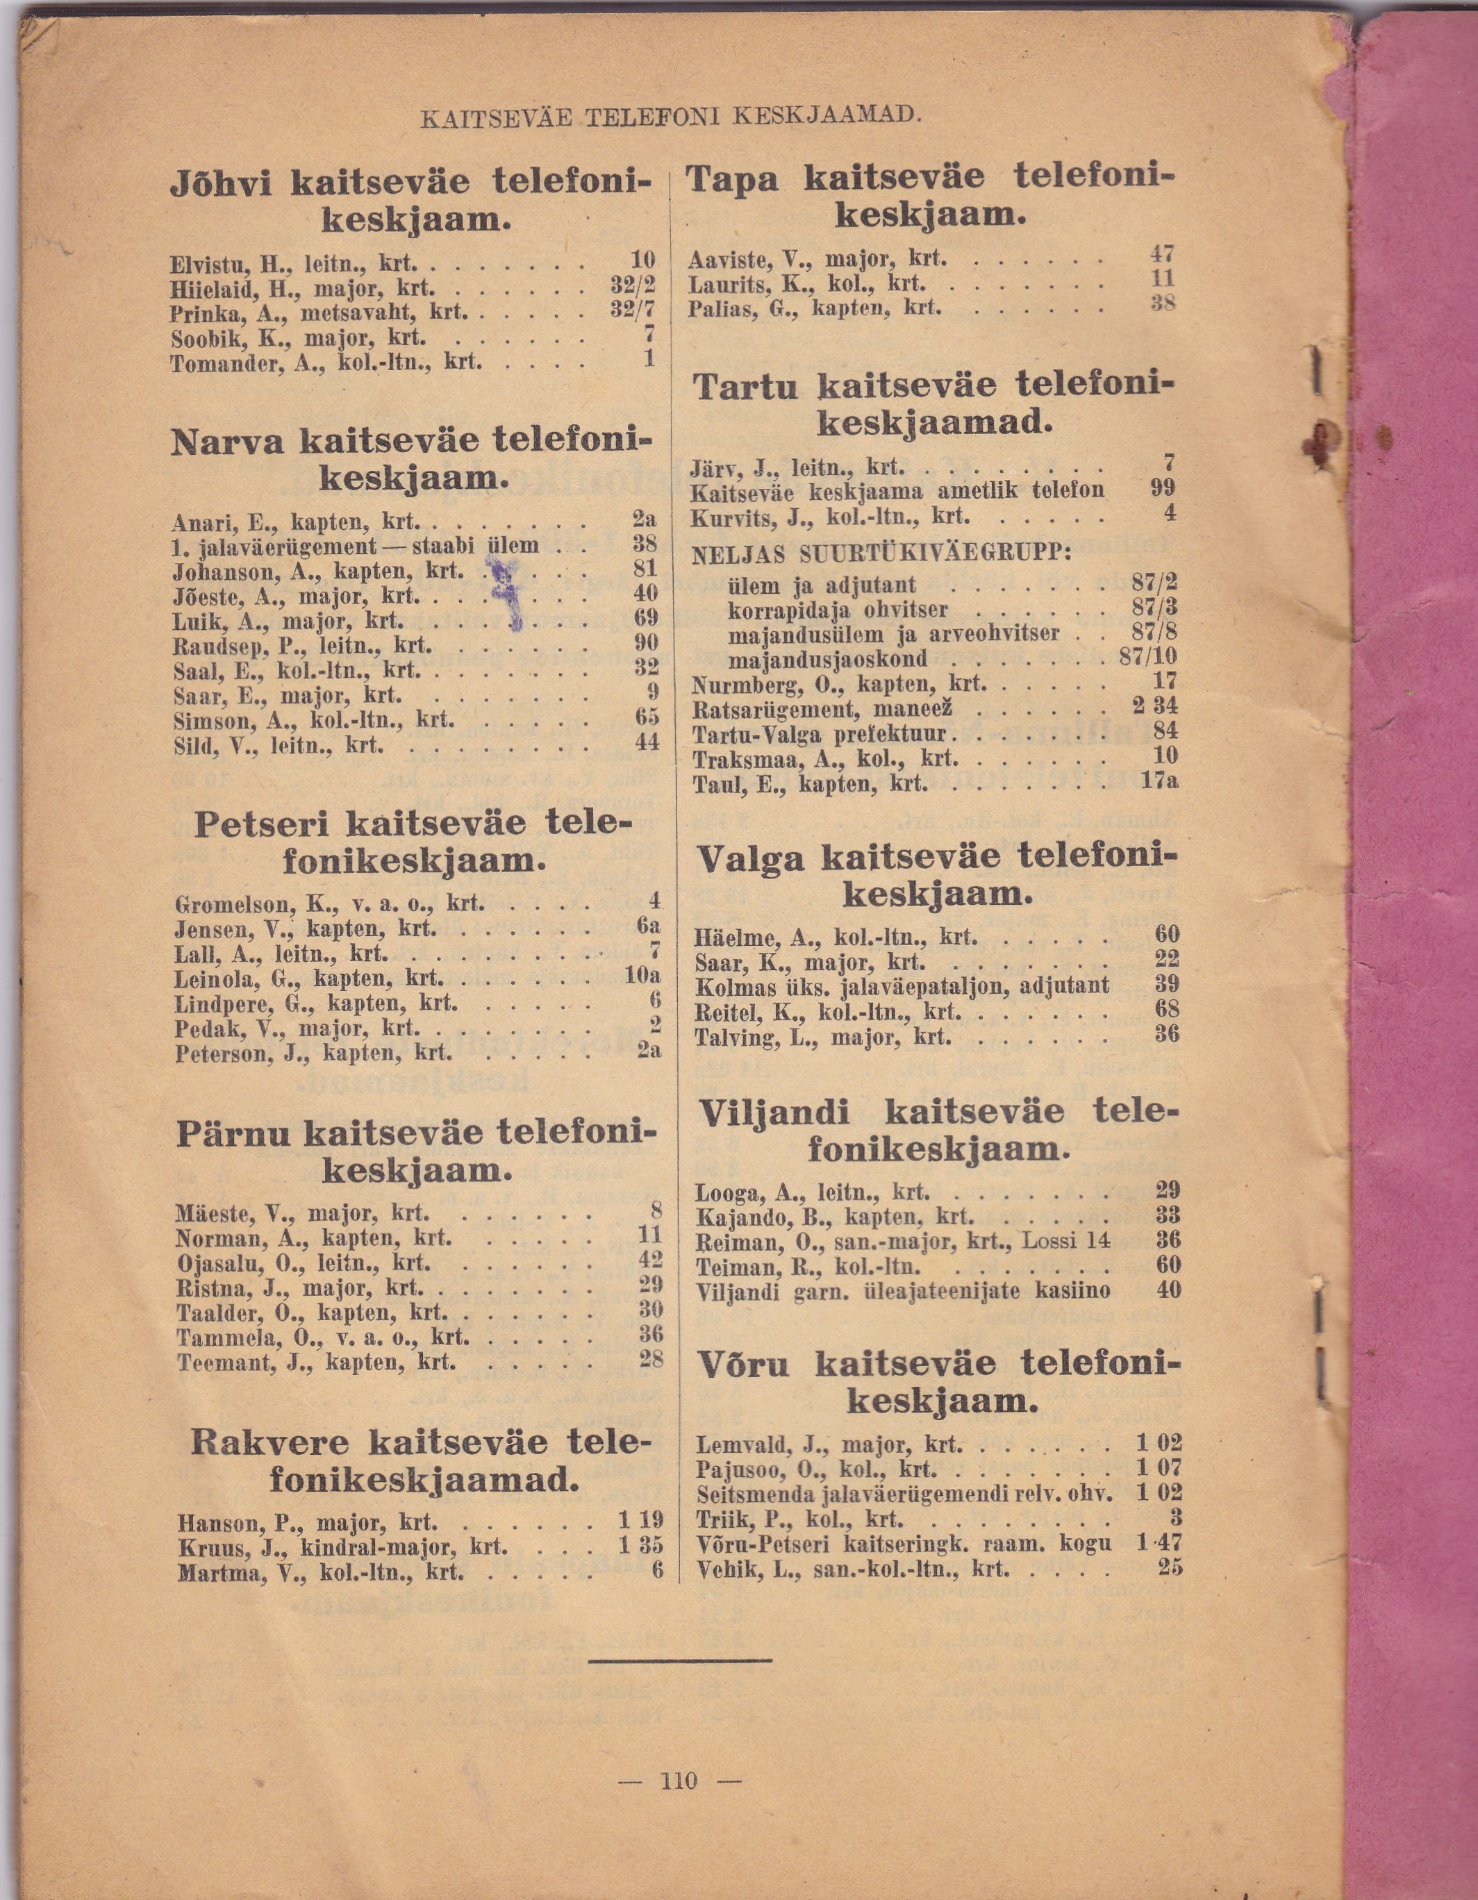 KAITSEVÄE TELEFONI KESKJAAMAD.
Jõhvi kaitseväe telefoni-
keskjaam.
Elvistu, H., leitn., krt. . . . . . . . 10
Hiielaid, H., major, krt. . . . . . . 32/2
Prinka, A., metsavaht, krt. . . . . . 32/7
Soobik, K., major, krt. . . . . . . 7
Tomander, A., kol.-ltn., krt. . . . . 1
Narva kaitseväe telefoni-
keskjaam.
Anari, E., kapten, krt. . . . . . . . 2a
1. jalaväerügement — staabi ülem . . 38
Johanson, A., kapten, krt. . . . . . 81
Jõeste, A., major, krt. . . . . . . . 40
Luik, A., major, krt. . . . . . . . 69
Raudsep, P., leitn., krt. . . . . . . 90
Saal, E., kol.-ltn., krt. . . . . . . . 32
Saar, E., major, krt. . . . . . . . 9
Simson, A., kol.-ltn., krt. . . . . . . 65
Sild, V., leitn., krt. . . . . . . . . 44
Petseri kaitseväe tele-
fonikeskjaam.
Gromelson, K., v. a. o., krt. . . . . . 4
Jensen, V., kapten, krt. . . . . . . 6a
Lall, A., leitn., krt. . . . . . . . . 7
Leinola, G., kapten, krt. . . . . . . 10a
Lindpere, G., kapten, krt. . . . . . 6
Pedak, V., major, krt. . . . . . . . 2
Peterson, J., kapten, krt. . . . . . 2a
Pärnu kaitseväe telefoni-
keskjaam.
Mäeste, V., major, krt. . . . . . . 8
Norman, A., kapten, krt. . . . . . 11
Ojasalu, O., leitn., krt. . . . . . . 42
Ristna, J., major, krt. . . . . . . . 29
Taalder, O., kapten, krt. . . . . . . 30
Tammela, O., v. a. o., krt. . . . . . 36
Teemant, J., kapten, krt. . . . . . 28
Rakvere kaitseväe tele-
fonikeskjaamad.
Hanson, P., major, krt. . . . . . . 1 19
Kruus, J., kindral-major, krt. . . . 1 35
Martma, V., kol.-ltn., krt. . . . . . 6
Tapa kaitseväe telefoni-
keskjaam.
Aaviste, V., major, krt. . . . . . . 47
Laurits, K., kol., krt. . . . . . . . 11
Palias, G., kapten, krt. . . . . . . 38
Tartu kaitseväe telefoni-
keskjaamad.
Järv, J., leitn., krt. . . . . . . . . 7
Kaitseväe keskjaama ametlik telefon 99
Kurvits, J., kol.-ltn., krt. . . . . . 4
NELJAS SUURTÜKIVÄEGRUPP:
ülem ja adjutant . . . . . . . 87/2
korrapidaja ohvitser . . . . . . 87/3
majandusülem ja arveohvitser . . 87/8
majandusjaoskond . . . . . . . 87/10
Nurmberg, O., kapten, krt. . . . . . 17
Ratsarügement, maneež . . . . . . 2 34
Tartu-Valga prefektuur . . . . . . . 84
Traksmaa, A., kol., krt. . . . . . . 10
Taul, E., kapten, krt. . . . . . . . 17a
Valga kaitseväe telefoni-
keskjaam.
Häelme, A., kol.-ltn., krt. . . . . . 60
Saar, K., major, krt. . . . . . . . 22
Kolmas üks. jalaväepataljon, adjutant 39
Reitel, K., kol.-ltn., krt. . . . . . . 68
Talving, L., major, krt. . . . . . . 36
Viljandi kaitseväe tele-
fonikeskjaam.
Looga, A., leitn., krt. . . . . . . . 29
Kajando, B., kapten, krt. . . . . . 33
Reiman, O., san.-major, krt., Lossi 14 36
Teiman, R., kol.-ltn. . . . . . . . 60
Viljandi garn. üleajateenijate kasiino 40
Võru kaitseväe telefoni-
keskjaam.
Lemvald, J., major, krt. . . . . . . 1 02
Pajusoo, O., kol., krt. . . . . . . . 1 07
Seitsmenda jalaväerügemendi relv. ohv. 1 02
Triik, P., kol., krt. . . . . . . . . 3
Võru-Petseri kaitseringk. raam. kogu 1 47
Vehik, L., san.-kol.-ltn., krt. . . . . 25
— 110 —